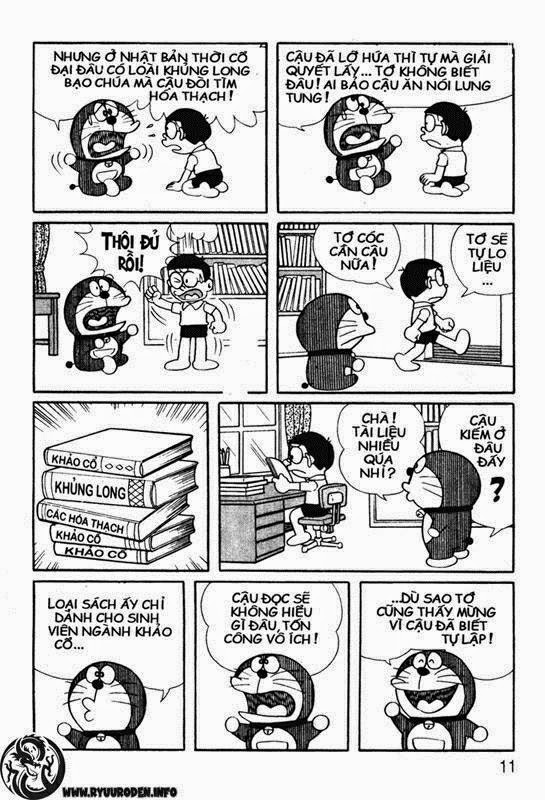 NHƯNG Ở NHẬT BẢN THỜI CỔ
ĐẠI ĐÂU CÓ LOÀI KHỦNG LONG
BẠO CHÚA MÀ CẬU ĐÒI TÌM
HÓA THẠCH!
CẬU ĐÃ LỠ HỨA THÌ TỰ MÀ GIẢI
QUYẾT LẤY... TỚ KHÔNG BIẾT
ĐÂU! AI BẢO CẬU ĂN NÓI LUNG
TUNG!
THÔI ĐỦ
RỒI!
TỚ CÓC
CẦN CẬU
NỮA!
TỚ SẼ
TỰ LO
LIỆU
...
KHẢO CỔ
KHỦNG LONG
CÁC HÓA THẠCH
KHẢO CỔ
KHẢO CỔ
CHÀ!
TÀI LIỆU
NHIỀU
QÚA
NHỈ?
CẬU
KIẾM Ở
ĐÂU
ĐẤY
?
LOẠI SÁCH ẤY CHỈ
DÀNH CHO SINH
VIÊN NGÀNH KHẢO
CỔ...
CẬU ĐỌC SẼ
KHÔNG HIỂU
GÌ ĐÂU, TỐN
CÔNG VÔ ÍCH!
...DÙ SAO TỚ
CŨNG THẤY MỪNG
VÌ CẬU ĐÃ BIẾT
TỰ LẬP!
11
WWW.RYUURODEN.INFO